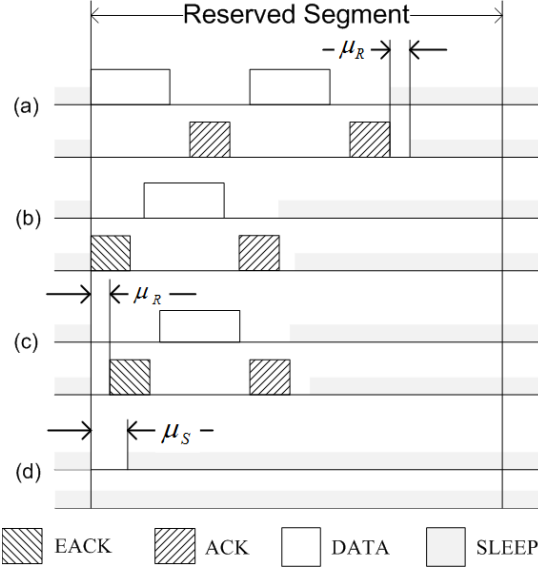 Reserved Segment
μR
(a)
(b)
μR
(c)
μS
(d)
EACK
ACK
DATA
SLEEP